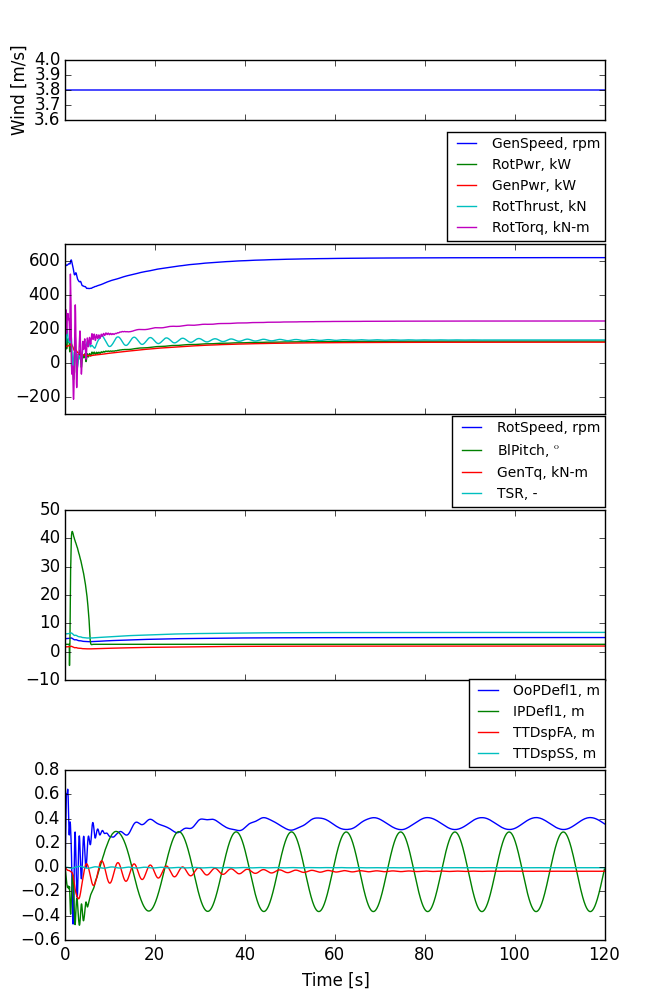 Wind [m/s]
4.0
3.9
3.8
3.7
3.6
GenSpeed, rpm
RotPwr, kW
GenPwr, kW
RotThrust, kN
RotTorq, kN-m
600
400
200
0
−200
RotSpeed, rpm
BlPitch, °
GenTq, kN-m
TSR, -
50
40
30
20
10
0
−10
OoPDefl1, m
IPDefl1, m
TTDspFA, m
TTDspSS, m
0.8
0.6
0.4
0.2
0.0
−0.2
−0.4
−0.6
0 20 40 60 80 100 120
Time [s]